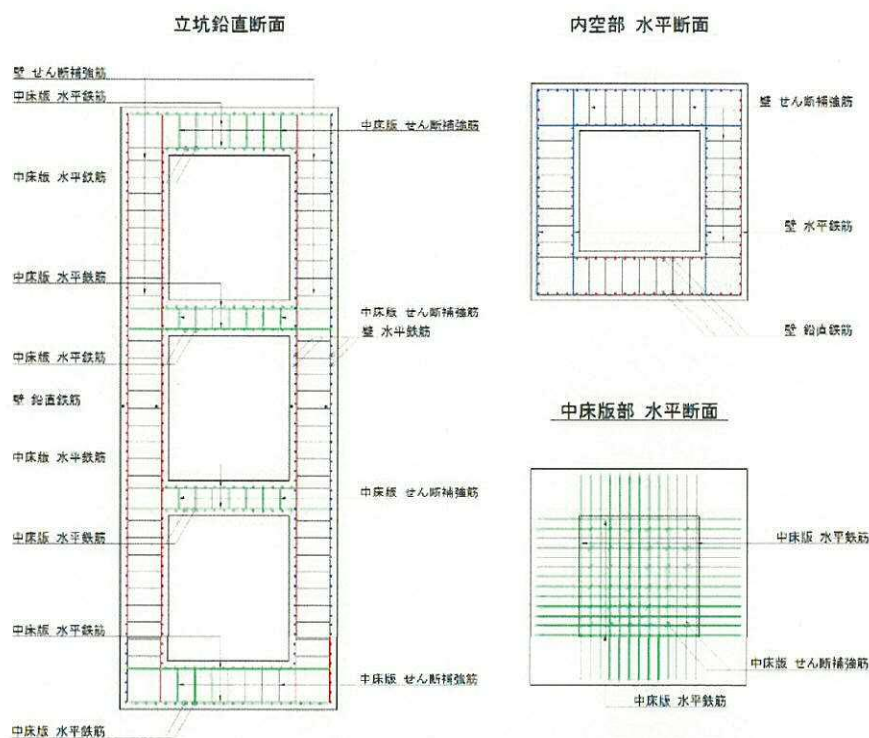 立坑鉛直断面
壁 せん断補強筋
中床版 水平鉄筋
中床版 せん断補強筋
中床版 水平鉄筋
中床版 水平鉄筋
中床版 せん断補強筋
壁 水平鉄筋
中床版 水平鉄筋
壁 鉛直鉄筋
中床版 水平鉄筋
中床版 せん断補強筋
中床版 水平鉄筋
中床版 水平鉄筋
中床版 せん断補強筋
中床版 水平鉄筋
内空部 水平断面
壁 せん断補強筋
壁 水平鉄筋
壁 鉛直鉄筋
中床版部 水平断面
中床版 水平鉄筋
中床版 せん断補強筋
中床版 水平鉄筋